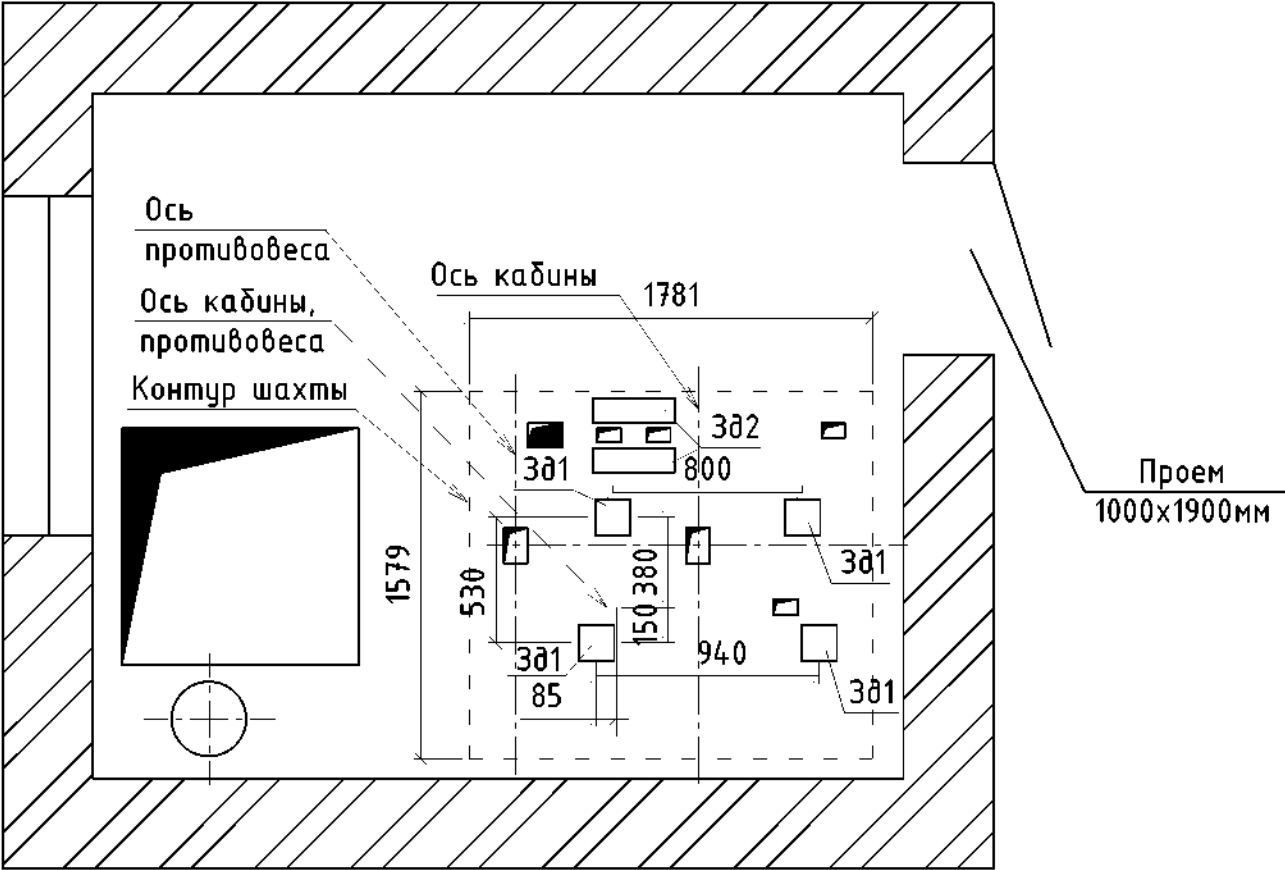 Ось
противовеса
Ось кабины
1781
Ось кабины,
противовеса
Контур шахты
Зд2
Зд1
800
Проем
1000х1900мм
1579
530
380
Зд1
150
Зд1
940
85
Зд1